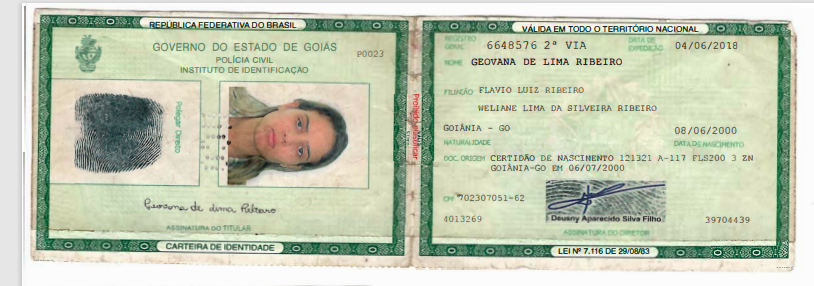 REPÚBLICA FEDERATIVA DO BRASIL
GOVERNO DO ESTADO DE GOIÁS
P0023
POLÍCIA CIVIL
INSTITUTO DE IDENTIFICAÇÃO
Polegar Direito
Geovana de Lima Ribeiro
ASSINATURA DO TITULAR
CARTEIRA DE IDENTIDADE
Proibido plastificar
VÁLIDA EM TODO O TERRITÓRIO NACIONAL
REGISTRO GERAL 6648576 2ª VIA DATA DE EXPEDIÇÃO 04/06/2018
NOME GEOVANA DE LIMA RIBEIRO
FILIAÇÃO FLAVIO LUIZ RIBEIRO
WELIANE LIMA DA SILVEIRA RIBEIRO
GOIÂNIA - GO 08/06/2000
NATURALIDADE DATA DE NASCIMENTO
DOC. ORIGEM CERTIDÃO DE NASCIMENTO 121321 A-117 FLS200 3 ZN
GOIÂNIA-GO EM 06/07/2000
CPF 702307051-62
Deusny Aparecido Silva Filho
4013269 39704439
ASSINATURA DO DIRETOR
LEI Nº 7.116 DE 29/08/83